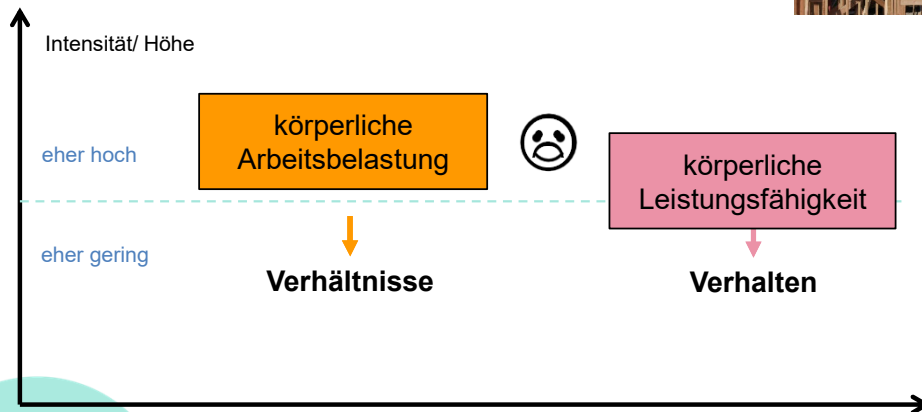 Intensität/ Höhe
eher hoch
körperliche
Arbeitsbelastung
körperliche
Leistungsfähigkeit
eher gering
Verhältnisse
Verhalten